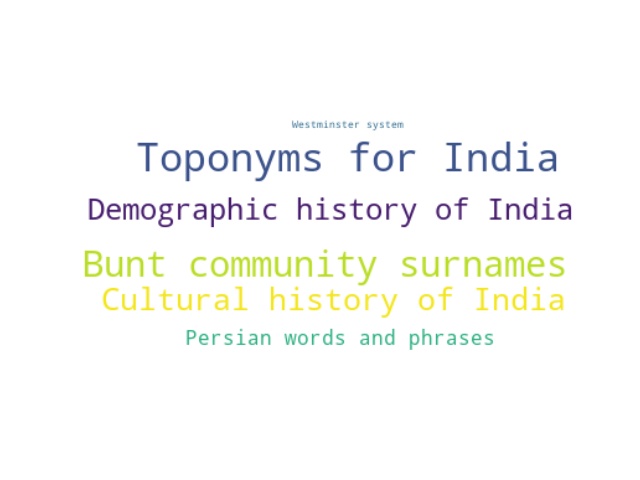 Westminster system
Toponyms for India
Demographic history of India
Bunt community surnames
Cultural history of India
Persian words and phrases